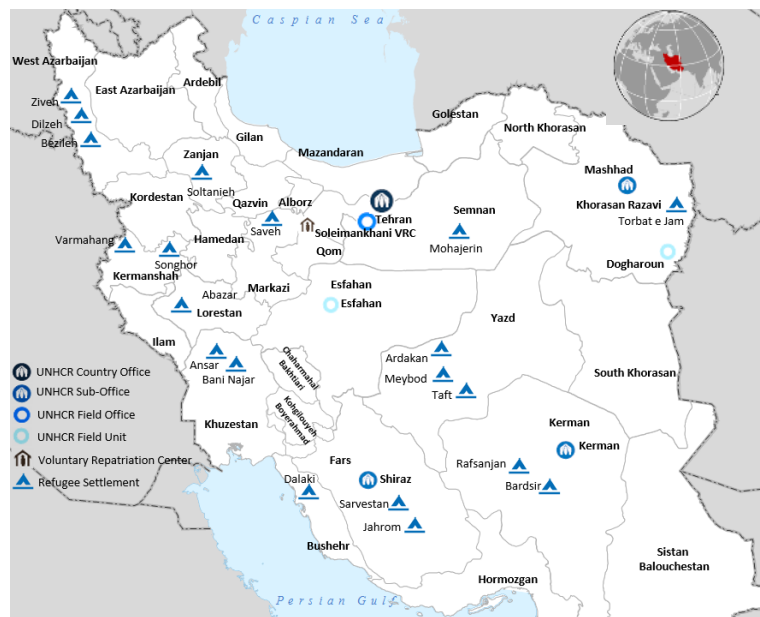 Caspian Sea
West Azarbaijan
East Azarbaijan
Ardebil
Ziveh
Dilzeh
Bezileh
Gilan
Golestan
North Khorasan
Mazandaran
Zanjan
Soltanieh
Mashhad
Kordestan
Qazvin
Alborz
Khorasan Razavi
Tehran
Semnan
Torbat e Jam
Saveh
Soleimankhani VRC
Varmahang
Hamedan
Mohajerin
Songhor
Qom
Dogharoun
Kermanshah
Markazi
Esfahan
Abazar
Lorestan
Esfahan
Yazd
Ilam
Ardakan
Chaharmahal
Bakhtiari
Ansar
Bani Najar
Meybod
South Khorasan
Taft
UNHCR Country Office
UNHCR Sub-Office
UNHCR Field Office
UNHCR Field Unit
Voluntary Repatriation Center
Refugee Settlement
Khuzestan
Kohgilouyeh
Boyerahmad
Kerman
Kerman
Fars
Rafsanjan
Dalaki
Shiraz
Bardsir
Sarvestan
Jahrom
Bushehr
Sistan
Balouchestan
Hormozgan
Persian Gulf